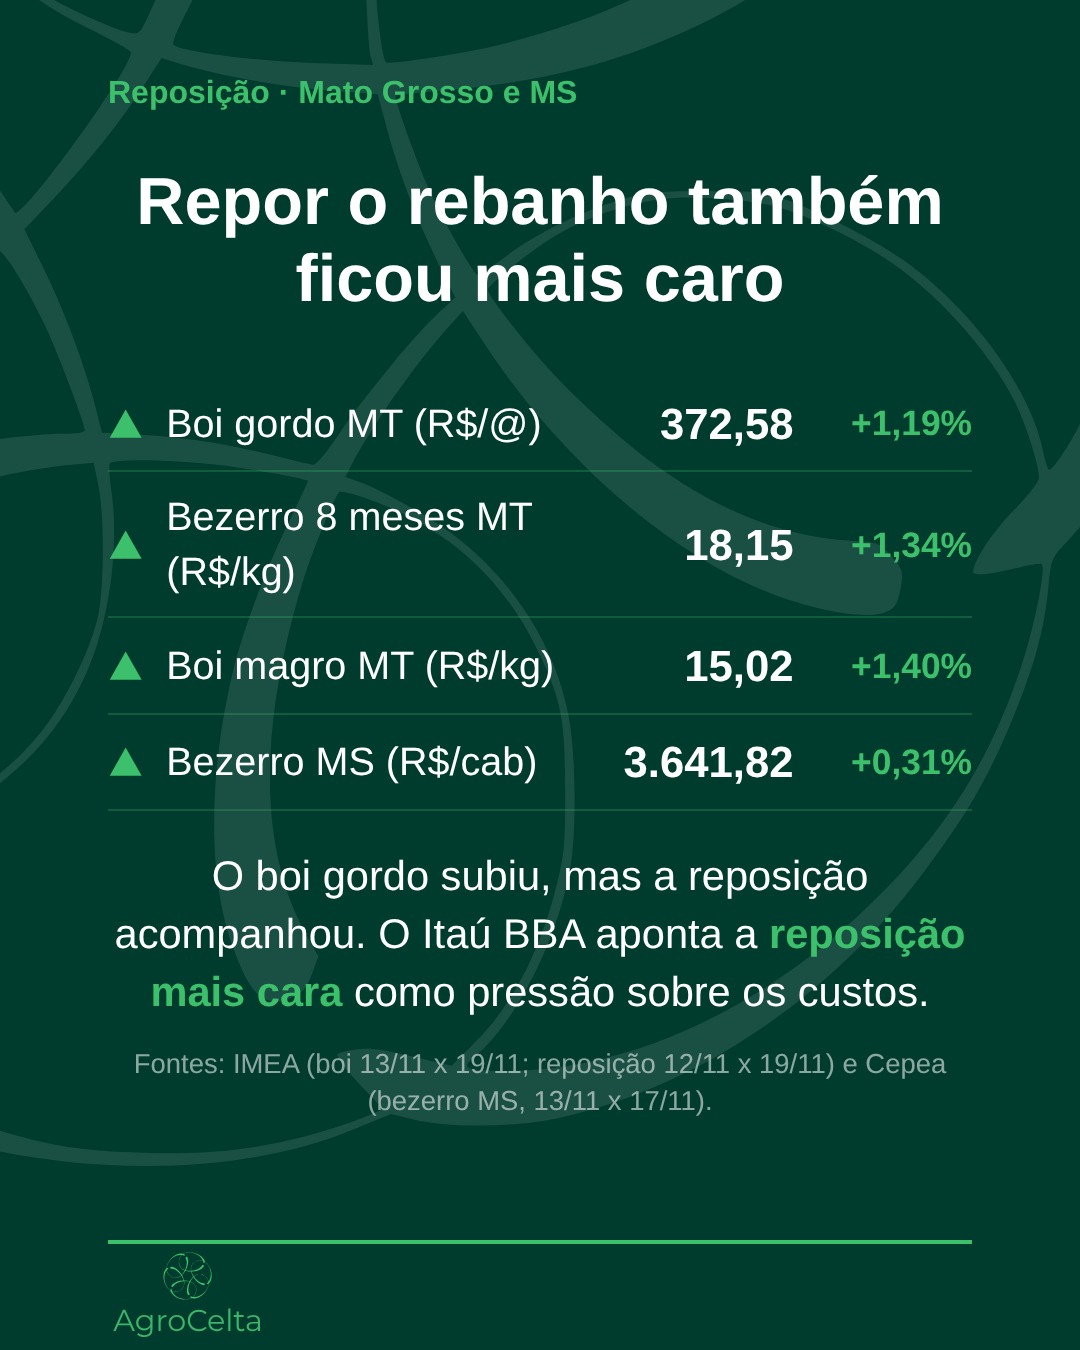 Reposição · Mato Grosso e MS
Repor o rebanho também
ficou mais caro
▲ Boi gordo MT (R$/@) 372,58 +1,19%
▲ Bezerro 8 meses MT
(R$/kg) 18,15 +1,34%
▲ Boi magro MT (R$/kg) 15,02 +1,40%
▲ Bezerro MS (R$/cab) 3.641,82 +0,31%
O boi gordo subiu, mas a reposição
acompanhou. O Itaú BBA aponta a reposição
mais cara como pressão sobre os custos.
Fontes: IMEA (boi 13/11 x 19/11; reposição 12/11 x 19/11) e Cepea
(bezerro MS, 13/11 x 17/11).
AgroCelta